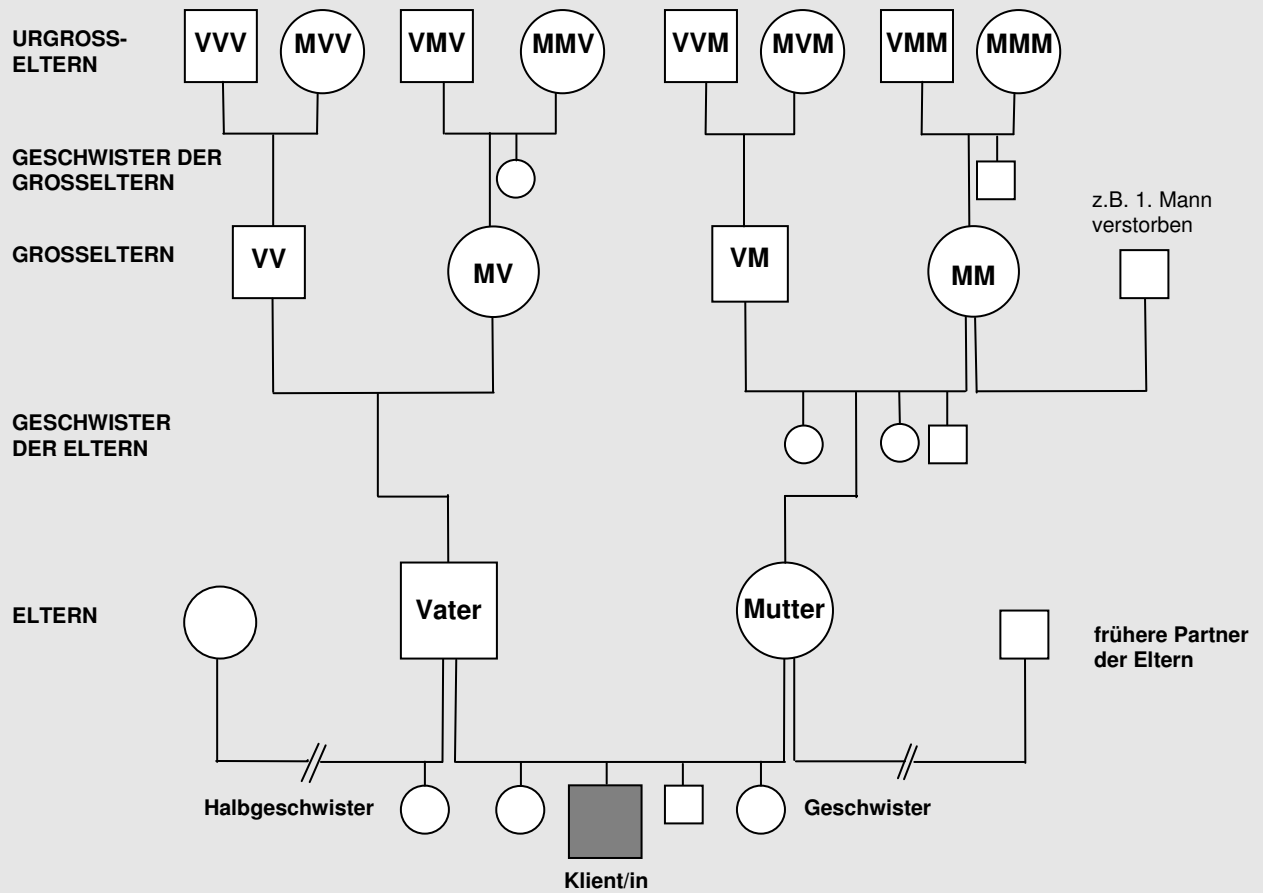 URGROSS-
ELTERN
VVV
MVV
VMV
MMV
VVM
MVM
VMM
MMM
GESCHWISTER DER
GROSSELTERN
z.B. 1. Mann
verstorben
GROSSELTERN
VV
MV
VM
MM
GESCHWISTER
DER ELTERN
ELTERN
Vater
Mutter
frühere Partner
der Eltern
Halbgeschwister
Geschwister
Klient/in